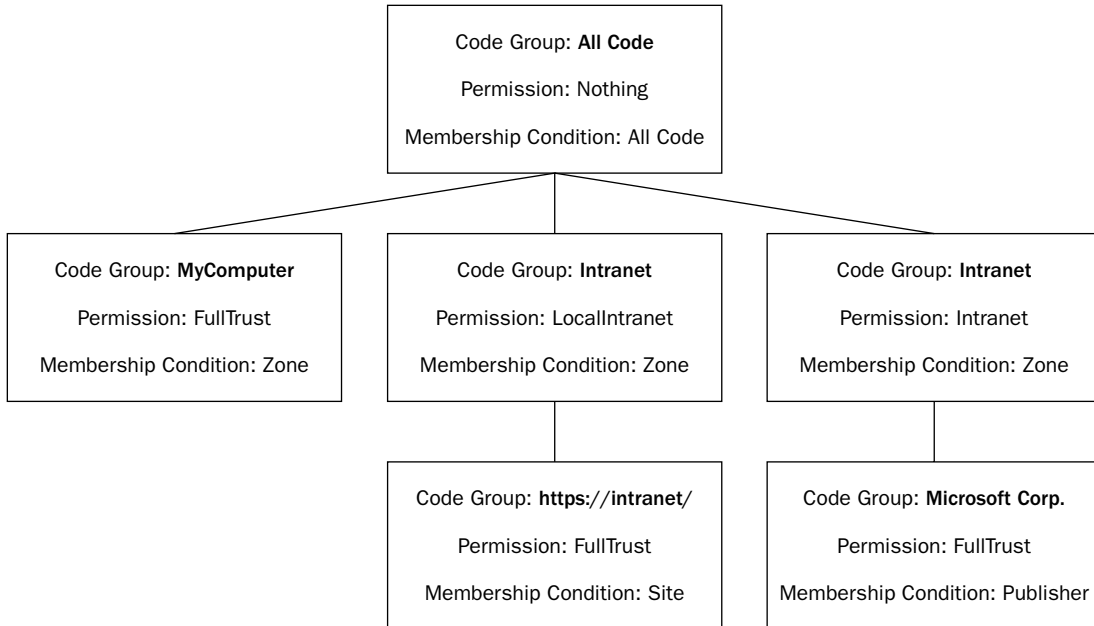 Code Group: All Code
Permission: Nothing
Membership Condition: All Code
Code Group: MyComputer
Permission: FullTrust
Membership Condition: Zone
Code Group: Intranet
Permission: LocalIntranet
Membership Condition: Zone
Code Group: Intranet
Permission: Intranet
Membership Condition: Zone
Code Group: https://intranet/
Permission: FullTrust
Membership Condition: Site
Code Group: Microsoft Corp.
Permission: FullTrust
Membership Condition: Publisher